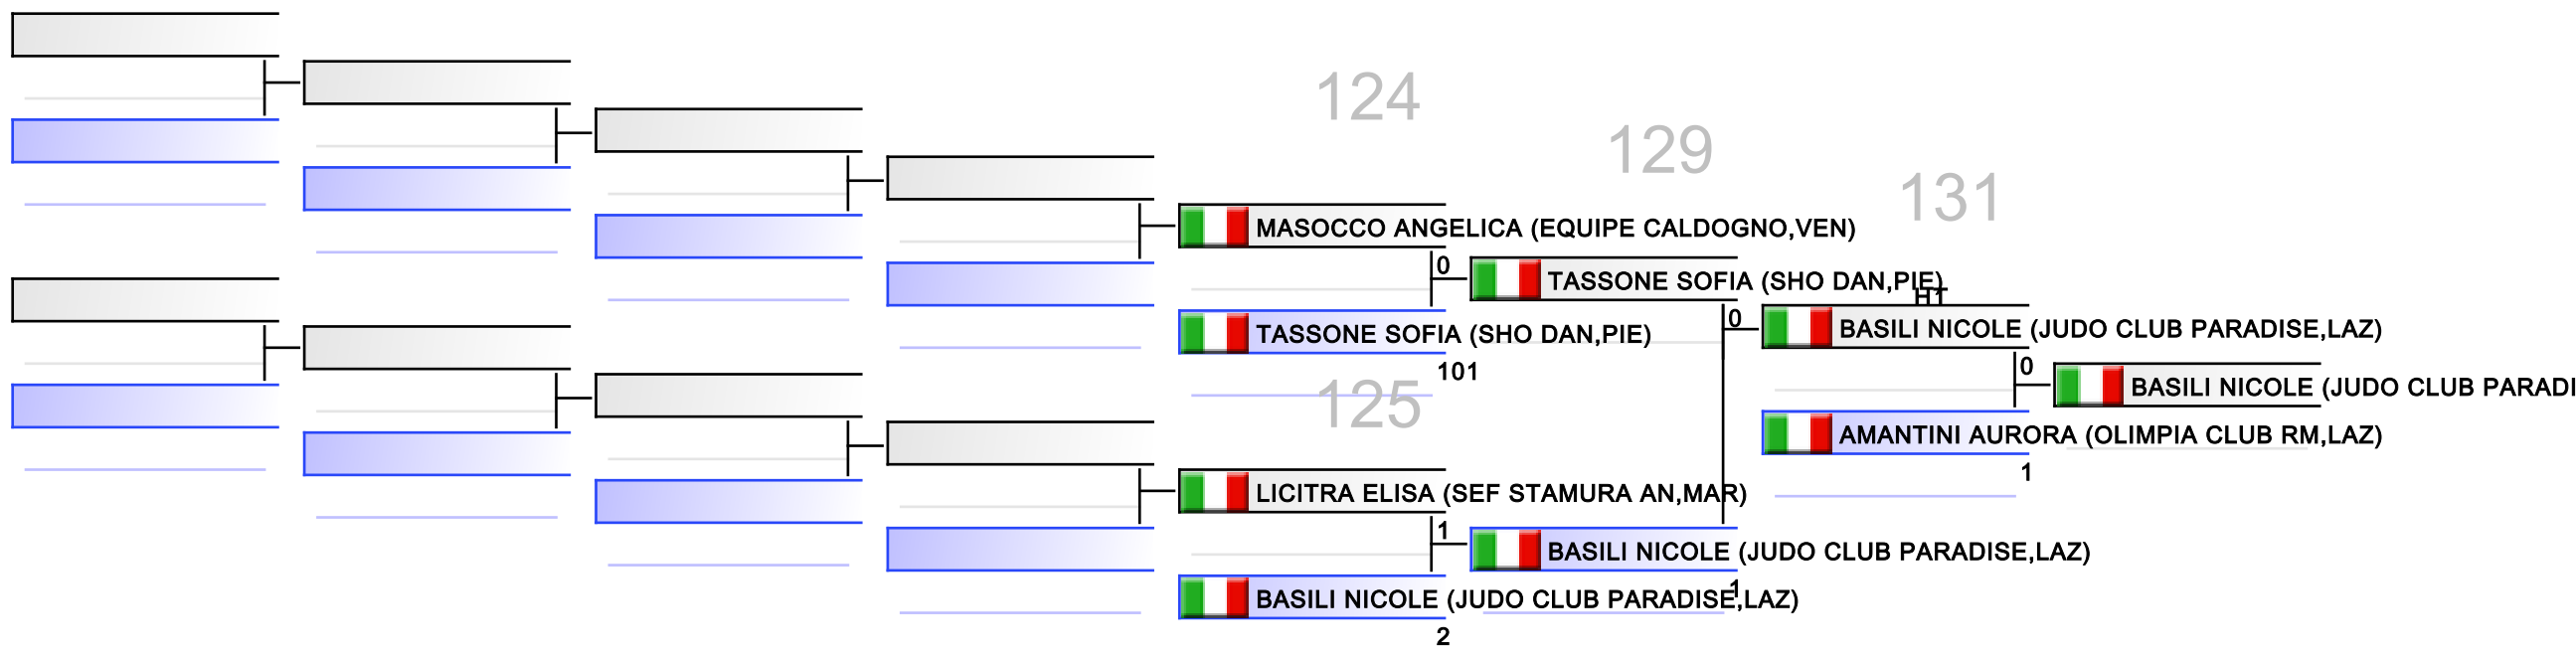 124
129
131
MASOCCO ANGELICA (EQUIPE CALDOGNO,VEN)
0
TASSONE SOFIA (SHO DAN,PIE)
H1
0
BASILI NICOLE (JUDO CLUB PARADISE,LAZ)
TASSONE SOFIA (SHO DAN,PIE)
101
0
BASILI NICOLE (JUDO CLUB PARADI
125
AMANTINI AURORA (OLIMPIA CLUB RM,LAZ)
1
LICITRA ELISA (SEF STAMURA AN,MAR)
1
BASILI NICOLE (JUDO CLUB PARADISE,LAZ)
1
BASILI NICOLE (JUDO CLUB PARADISE,LAZ)
2